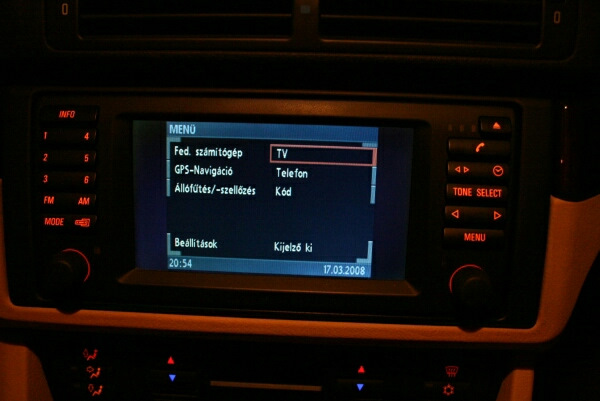 INFO
1 4
2 5
3 6
FM AM
MODE
MENÜ
Fed. számítógép TV
GPS-Navigáció Telefon
Állófűtés/-szellőzés Kód
Beállítások Kijelző ki
20:54 17.03.2008
TONE SELECT
MENU